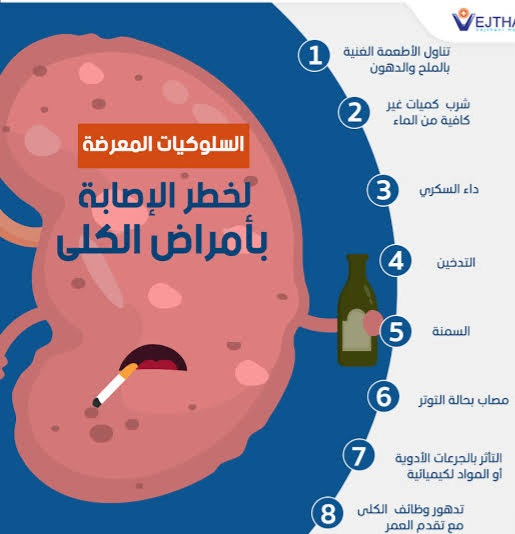 VEJTHA
السلوكيات المعرضة
لخطر الإصابة
بأمراض الكلى
1
تناول الأطعمة الغنية
بالملح والدهون
2
شرب كميات غير
كافية من الماء
3
داء السكري
4
التدخين
5
السمنة
6
مصاب بحالة التوتر
7
التأثر بالجرعات الأدوية
أو المواد لكيميائية
8
تدهور وظائف الكلى
مع تقدم العمر